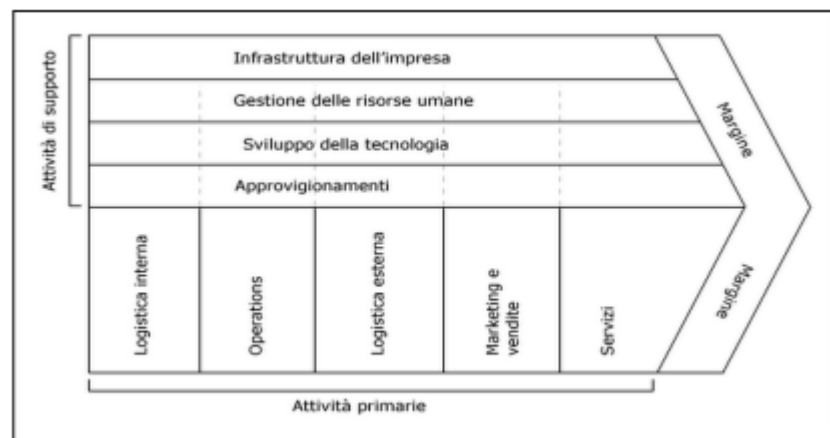 Attività di supporto
Infrastruttura dell'impresa
Gestione delle risorse umane
Sviluppo della tecnologia
Approvigionamenti
Margine
Logistica interna
Operations
Logistica esterna
Marketing e
vendite
Servizi
Margine
Attività primarie